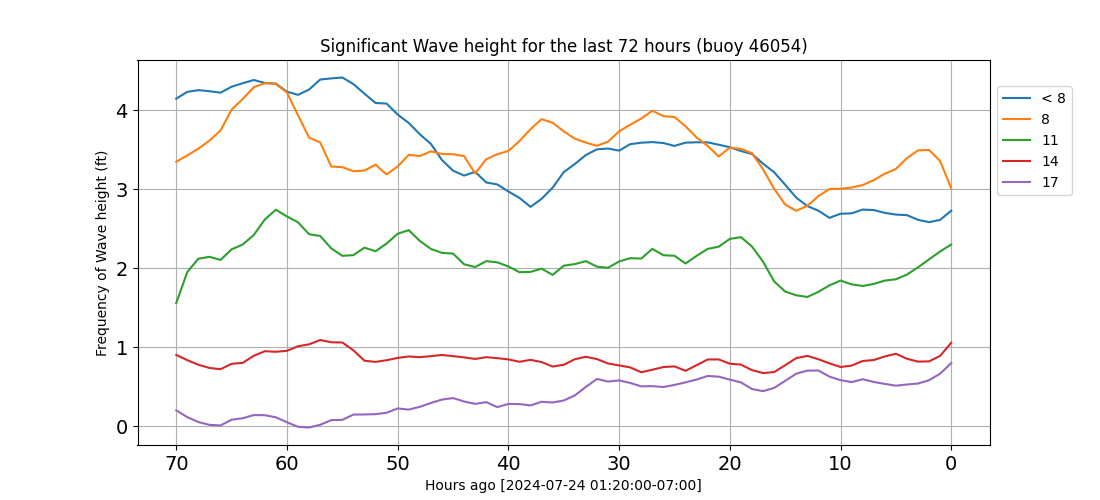 Significant Wave height for the last 72 hours (buoy 46054)
Frequency of Wave height (ft)
4
3
2
1
0
70 60 50 40 30 20 10 0
Hours ago [2024-07-24 01:20:00-07:00]
< 8
8
11
14
17